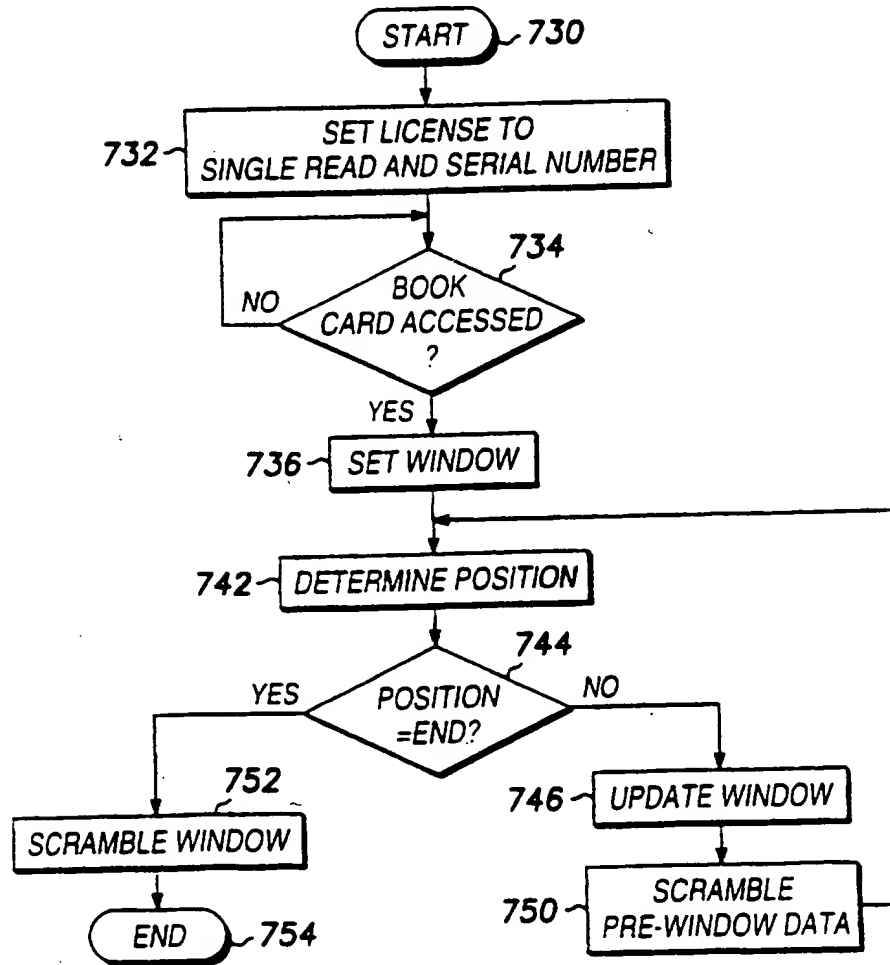 START 730
732 SET LICENSE TO
SINGLE READ AND SERIAL NUMBER
734
NO BOOK
CARD ACCESSED
?
YES
736 SET WINDOW
742 DETERMINE POSITION
744
YES POSITION NO
=END?
752
SCRAMBLE WINDOW
746 UPDATE WINDOW
750 SCRAMBLE
PRE-WINDOW DATA
END 754